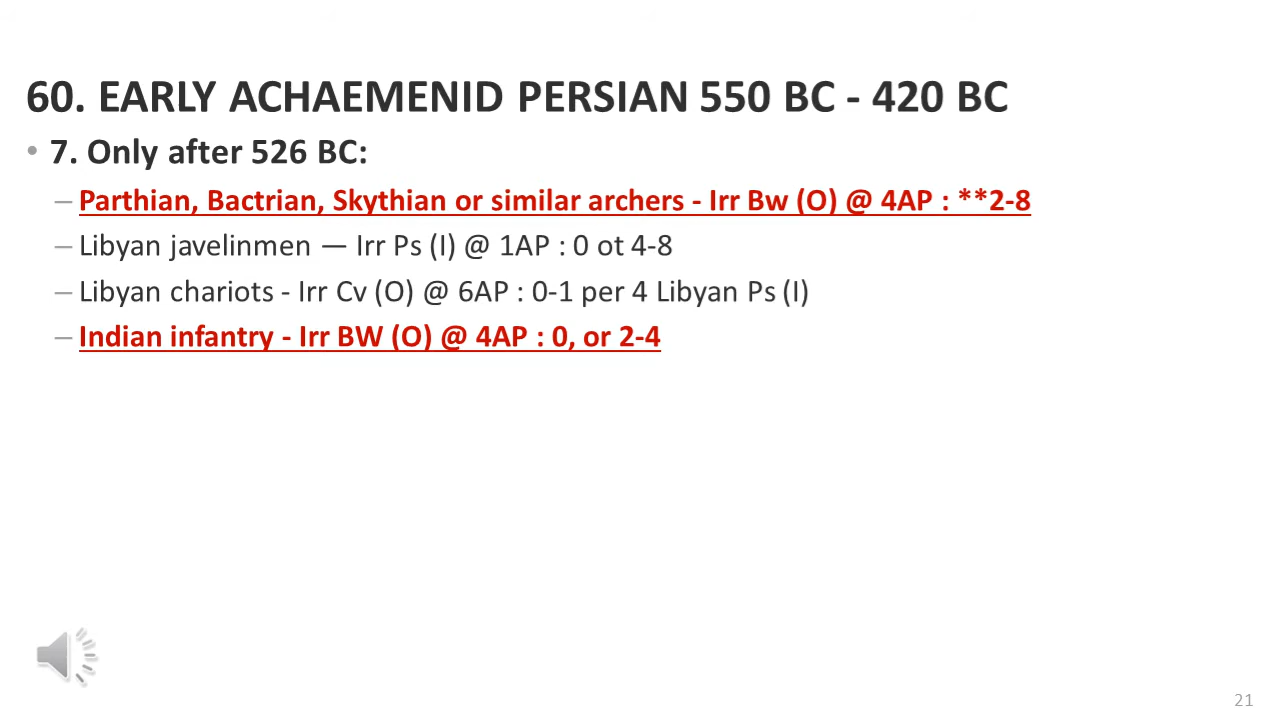 60. EARLY ACHAEMENID PERSIAN 550 BC - 420 BC
• 7. Only after 526 BC:
– Parthian, Bactrian, Skythian or similar archers - Irr Bw (O) @ 4AP : **2-8
– Libyan javelinmen — Irr Ps (I) @ 1AP : 0 ot 4-8
– Libyan chariots - Irr Cv (O) @ 6AP : 0-1 per 4 Libyan Ps (I)
– Indian infantry - Irr BW (O) @ 4AP : 0, or 2-4
21